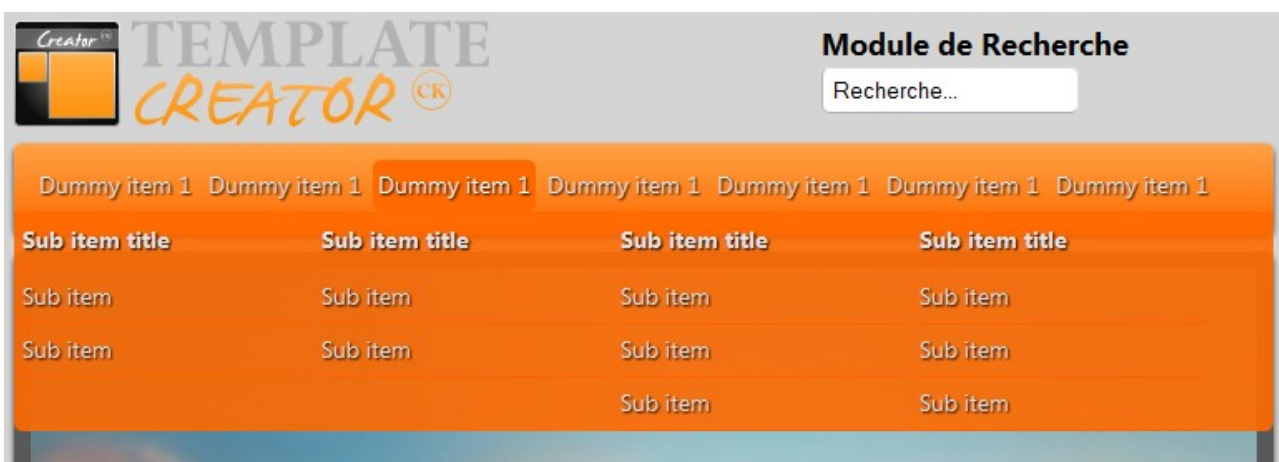 Creator CK
TEMPLATE
CREATOR CK
Module de Recherche
Recherche...
Dummy item 1 Dummy item 1 Dummy item 1 Dummy item 1 Dummy item 1 Dummy item 1 Dummy item 1
Sub item title Sub item title Sub item title Sub item title
Sub item Sub item Sub item Sub item
Sub item Sub item Sub item Sub item
Sub item Sub item